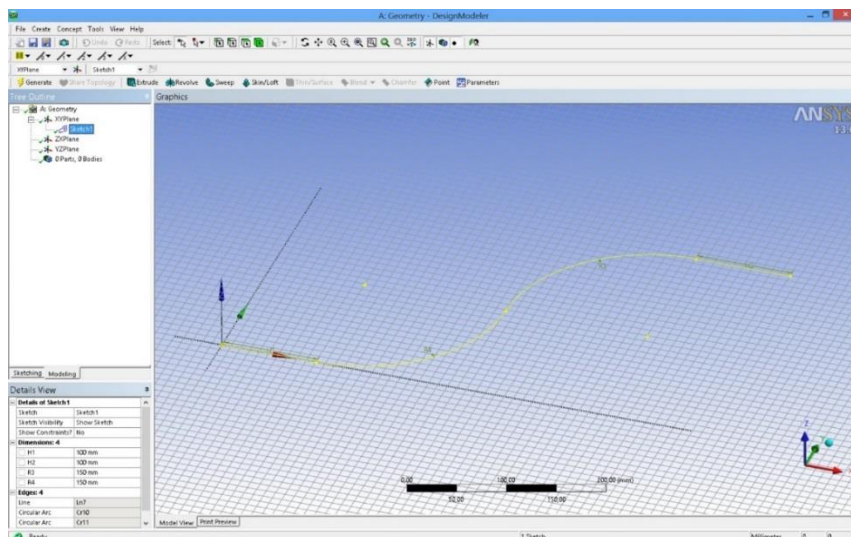 A: Geometry - DesignModeler
File Create Concept Tools View Help
Undo Redo Select:
XYPlane Sketch1
Generate Share Topology Extrude Revolve Sweep Skin/Loft Thin/Surface Blend Chamfer Point Parameters
Tree Outline
Graphics
A: Geometry
XYPlane
Sketch1
ZXPlane
YZPlane
0 Parts, 0 Bodies
ANSYS
Sketching Modeling
Details View
Details of Sketch1
Sketch Sketch1
Sketch Visibility Show Sketch
Show Constraints? No
Dimensions: 4
H1 100 mm
H2 100 mm
R3 150 mm
R4 150 mm
Edges: 4
Line Ln7
Circular Arc Cr10
Circular Arc Cr11
0,00 100,00 200,00 (mm)
50,00 150,00
Z
Model View Print Preview
Ready 1 Sketch Millimeter 0 0